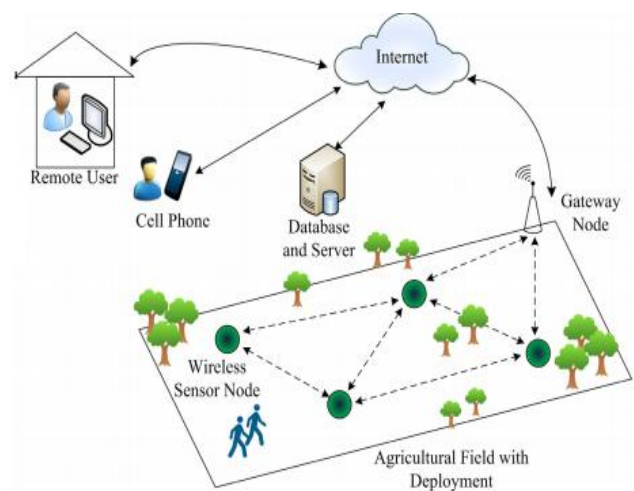 Internet
Remote User
Cell Phone
Database
and Server
Gateway
Node
Wireless
Sensor Node
Agricultural Field with
Deployment